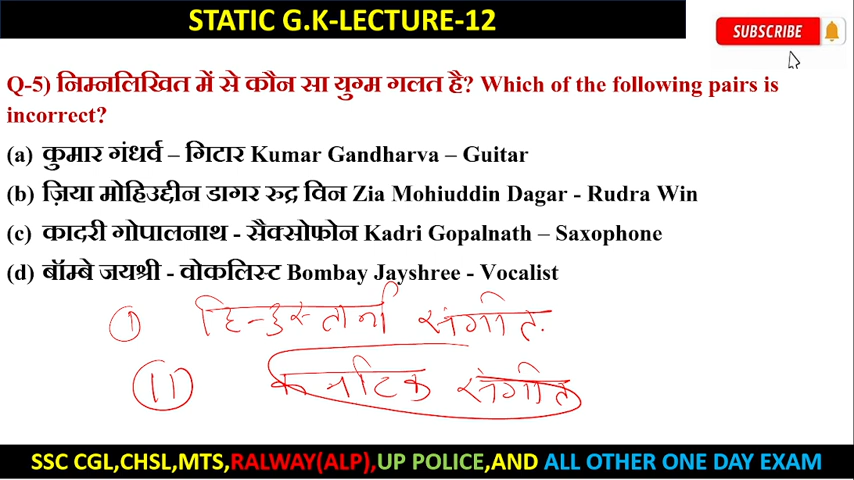 STATIC G.K-LECTURE-12
SUBSCRIBE
Q-5) निम्नलिखित में से कौन सा युग्म गलत है? Which of the following pairs is
incorrect?
(a) कुमार गंधर्व – गिटार Kumar Gandharva – Guitar
(b) ज़िया मोहिउद्दीन डागर रुद्र विन Zia Mohiuddin Dagar - Rudra Win
(c) कादरी गोपालनाथ - सैक्सोफोन Kadri Gopalnath – Saxophone
(d) बॉम्बे जयश्री - वोकलिस्ट Bombay Jayshree - Vocalist
① हिन्दुस्तानी संगीत
(11) कर्नाटक संगीत
SSC CGL,CHSL,MTS,RALWAY(ALP),UP POLICE,AND ALL OTHER ONE DAY EXAM